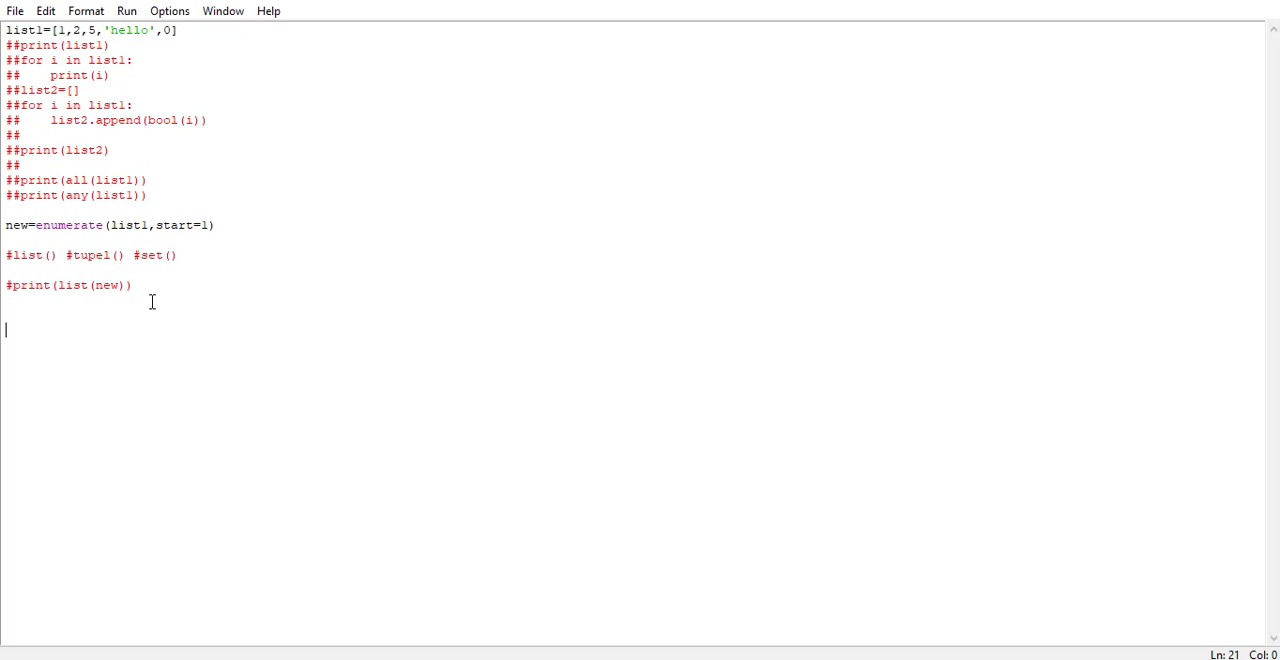 File Edit Format Run Options Window Help
list1=[1,2,5,'hello',0]
##print(list1)
##for i in list1:
##    print(i)
##list2=[]
##for i in list1:
##    list2.append(bool(i))
##
##print(list2)
##
##print(all(list1))
##print(any(list1))
new=enumerate(list1,start=1)
#list() #tupel() #set()
#print(list(new))
Ln: 21 Col: 0